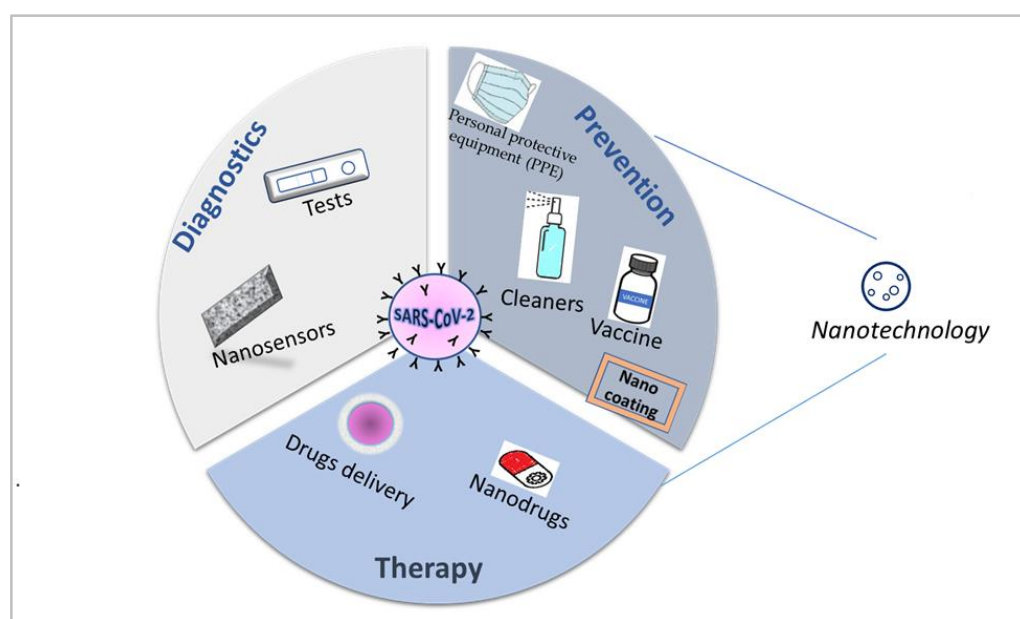 Diagnostics
Tests
Nanosensors
Personal protective
equipment (PPE)
Prevention
Cleaners
VACCINE
Vaccine
Nano
coating
SARS-CoV-2
Drugs delivery
Nanodrugs
Therapy
Nanotechnology